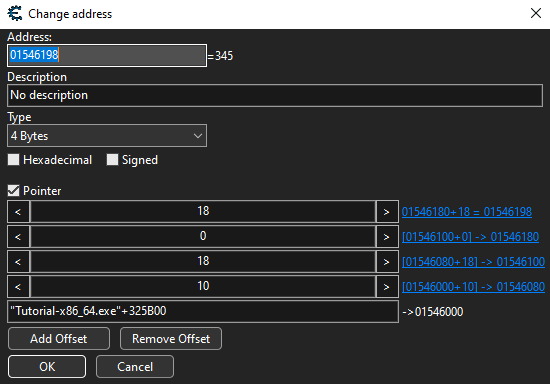 Change address
Address:
01546198 =345
Description
No description
Type
4 Bytes
Hexadecimal Signed
Pointer
< 18 > 01546180+18 = 01546198
< 0 > [01546100+0] -> 01546180
< 18 > [01546080+18] -> 01546100
< 10 > [01546000+10] -> 01546080
"Tutorial-x86_64.exe"+325B00 ->01546000
Add Offset Remove Offset
OK Cancel